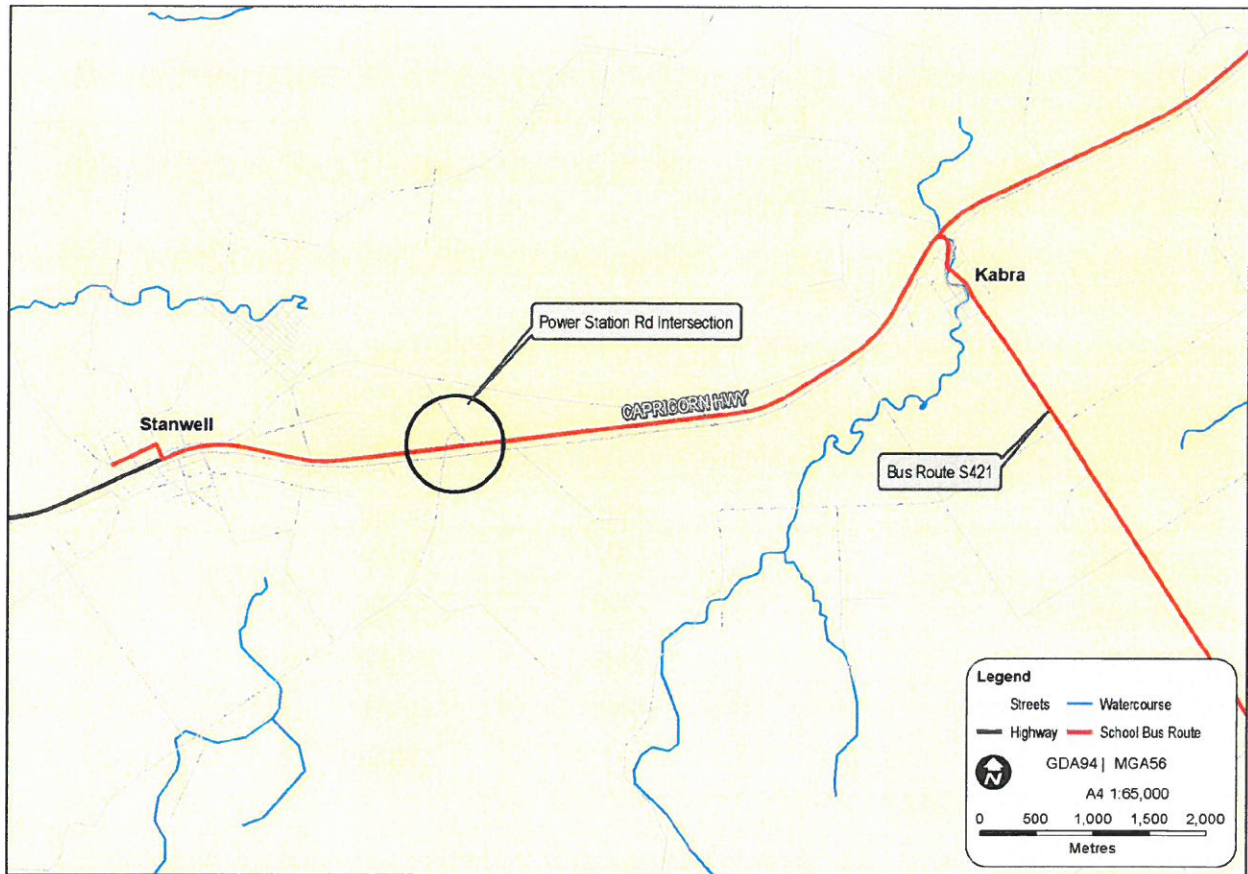 Kabra
Power Station Rd Intersection
CAPRICORN HWY
Stanwell
Bus Route S421
Legend
Streets
Watercourse
Highway
School Bus Route
N
GDA94 | MGA56
A4 1:65,000
0 500 1,000 1,500 2,000
Metres